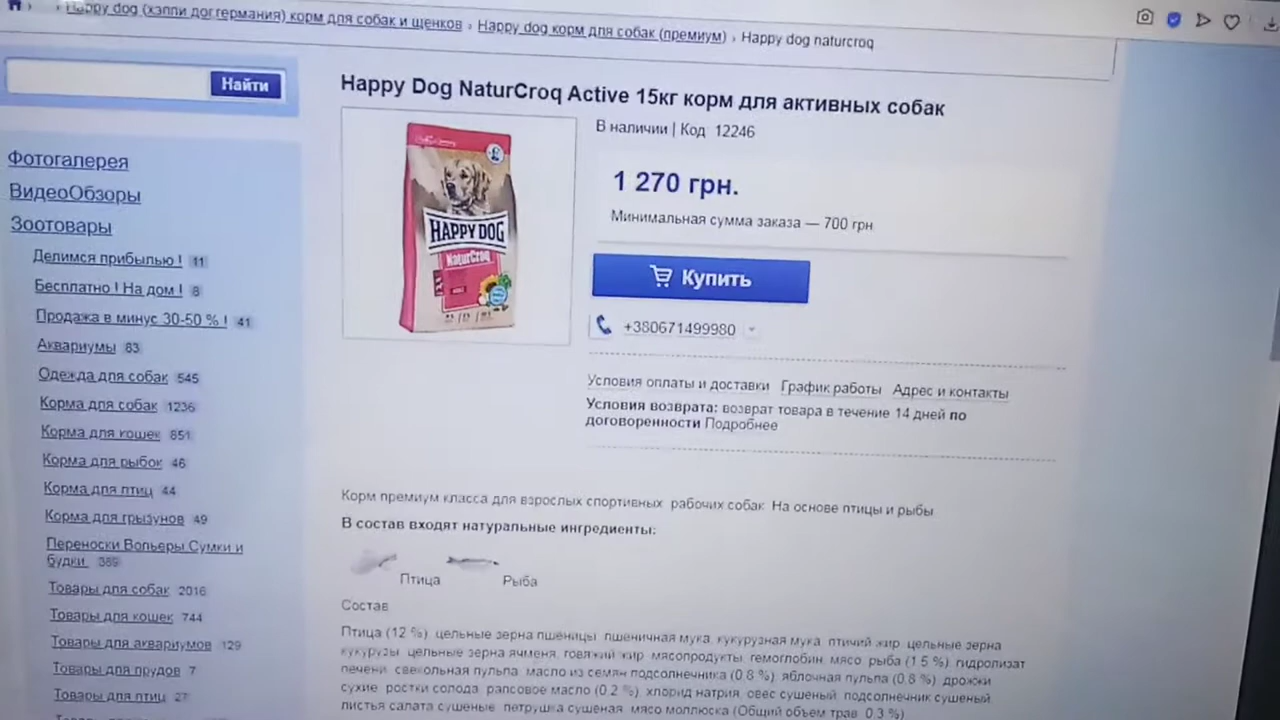 Happy dog (хэппи дог германия) корм для собак и щенков › Happy dog корм для собак (премиум) › Happy dog naturcroq
Найти
Фотогалерея
ВидеоОбзоры
Зоотовары
Делимся прибылью ! 11
Бесплатно ! На дом ! 8
Продажа в минус 30-50 % ! 41
Аквариумы 83
Одежда для собак 545
Корма для собак 1236
Корма для кошек 851
Корма для рыбок 46
Корма для птиц 44
Корма для грызунов 49
Переноски Вольеры Сумки и
будки 369
Товары для собак 2016
Товары для кошек 744
Товары для аквариумов 129
Товары для прудов 7
Товары для птиц 27
Happy Dog NaturCroq Active 15кг корм для активных собак
HAPPY DOG
NaturCroq
В наличии | Код: 12246
1 270 грн.
Минимальная сумма заказа — 700 грн
Купить
+380671499980
Условия оплаты и доставки График работы Адрес и контакты
Условия возврата: возврат товара в течение 14 дней по
договоренности Подробнее
Корм премиум класса для взрослых спортивных рабочих собак. На основе птицы и рыбы
В состав входят натуральные ингредиенты:
Птица Рыба
Состав
Птица (12 %), цельные зерна пшеницы, пшеничная мука, кукурузная мука, птичий жир, цельные зерна
кукурузы, цельные зерна ячменя, говяжий жир, мясопродукты, гемоглобин, мясо, рыба (1.5 %), гидролизат
печени, свекольная пульпа, масло из семян подсолнечника (0.8 %), яблочная пульпа (0.8 %), дрожжи
сухие, ростки солода, рапсовое масло (0.2 %), хлорид натрия, овес сушеный, подсолнечник сушеный,
листья салата сушеные, петрушка сушеная, мясо моллюска (Общий объем трав: 0.3 %)